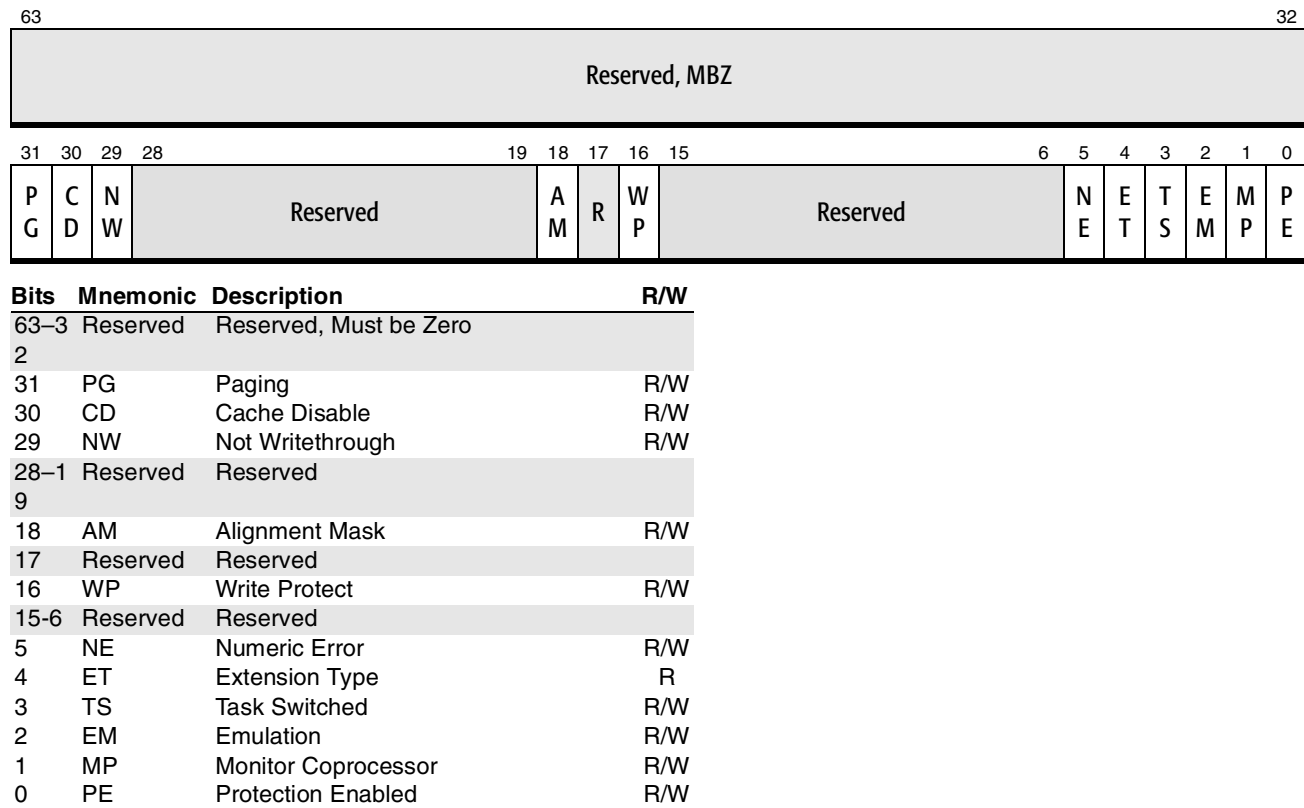 63 32
Reserved, MBZ
31 30 29 28 19 18 17 16 15 6 5 4 3 2 1 0
P C N A W N E T E M P
Reserved R Reserved
G D W M P E T S M P E
Bits Mnemonic Description R/W
63–3 Reserved Reserved, Must be Zero
2
31 PG Paging R/W
30 CD Cache Disable R/W
29 NW Not Writethrough R/W
28–1 Reserved Reserved
9
18 AM Alignment Mask R/W
17 Reserved Reserved
16 WP Write Protect R/W
15-6 Reserved Reserved
5 NE Numeric Error R/W
4 ET Extension Type R
3 TS Task Switched R/W
2 EM Emulation R/W
1 MP Monitor Coprocessor R/W
0 PE Protection Enabled R/W